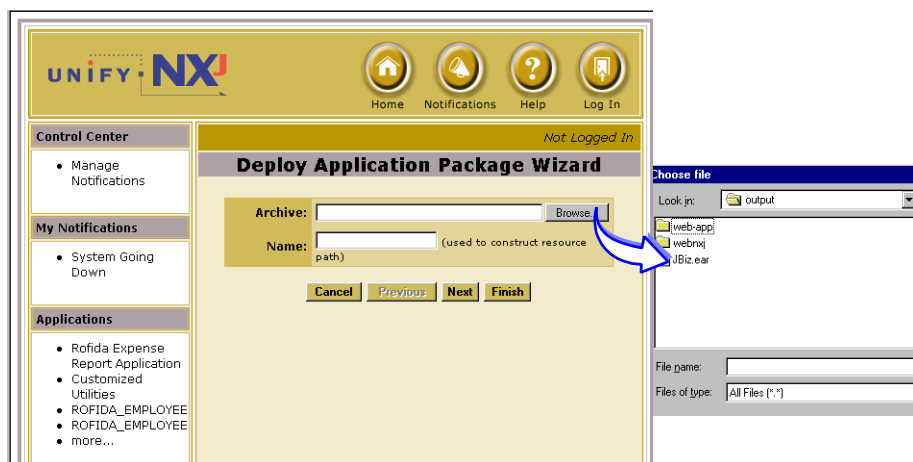 UNIFY NXJ
Home
Notifications
Help
Log In
Control Center
Manage
Notifications
My Notifications
System Going
Down
Applications
Rofida Expense
Report Application
Customized
Utilities
ROFIDA_EMPLOYEE
ROFIDA_EMPLOYEE
more...
Not Logged In
Deploy Application Package Wizard
Archive:
Browse...
Name:
(used to construct resource
path)
Cancel
Previous
Next
Finish
Choose file
Look in:
output
web-app
webnxj
JBiz.ear
File name:
Files of type:
All Files (*.*)